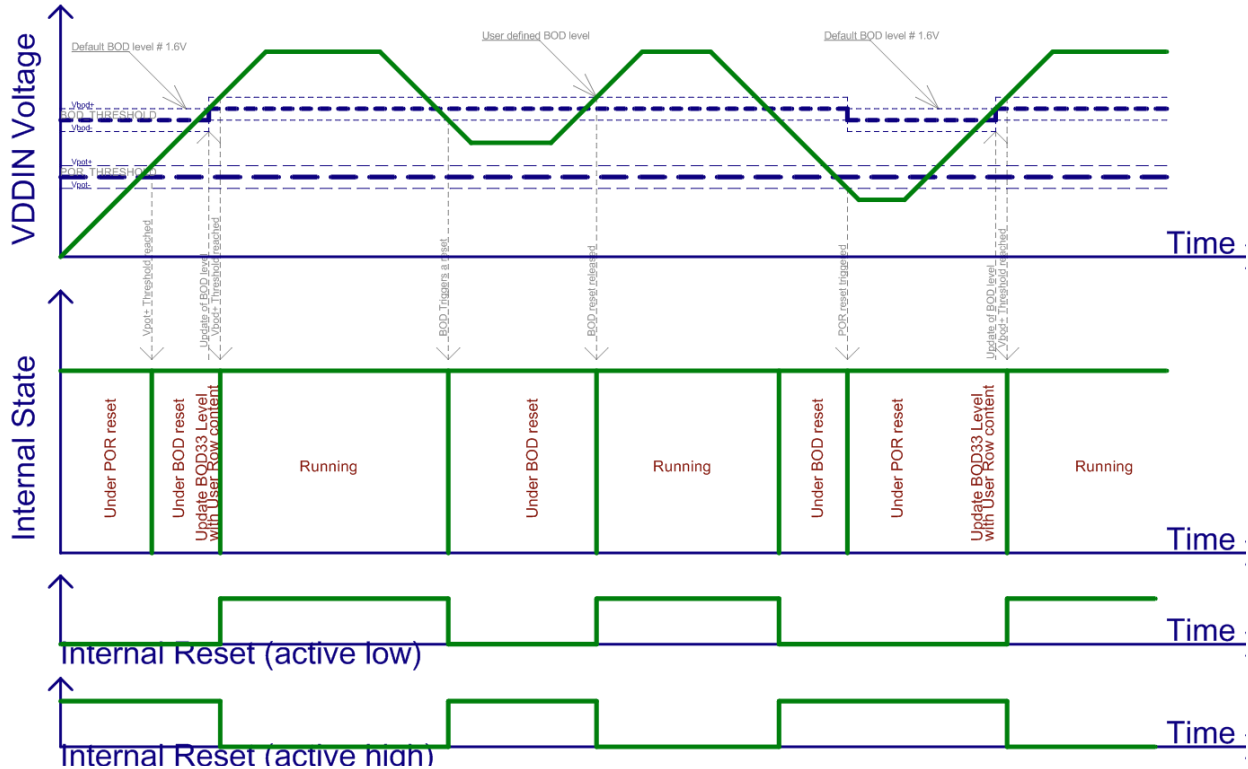 VDDIN Voltage
Default BOD level # 1.6V
User defined BOD level
Default BOD level # 1.6V
Vbod+
BOD THRESHOLD
Vbod-
Vpot+
POR THRESHOLD
Vpot-
Time
Vpot+ Threshold reached
Update of BOD level
Vbod+ Threshold reached
BOD Triggers a reset
BOD reset released
POR reset triggered
Update of BOD level
Vbod+ Threshold reached
Internal State
Under POR reset
Under BOD reset
Update BOD33 Level
with User Row content
Running
Under BOD reset
Running
Under BOD reset
Under POR reset
Update BOD33 Level
with User Row content
Running
Time
Internal Reset (active low)
Time
Internal Reset (active high)
Time